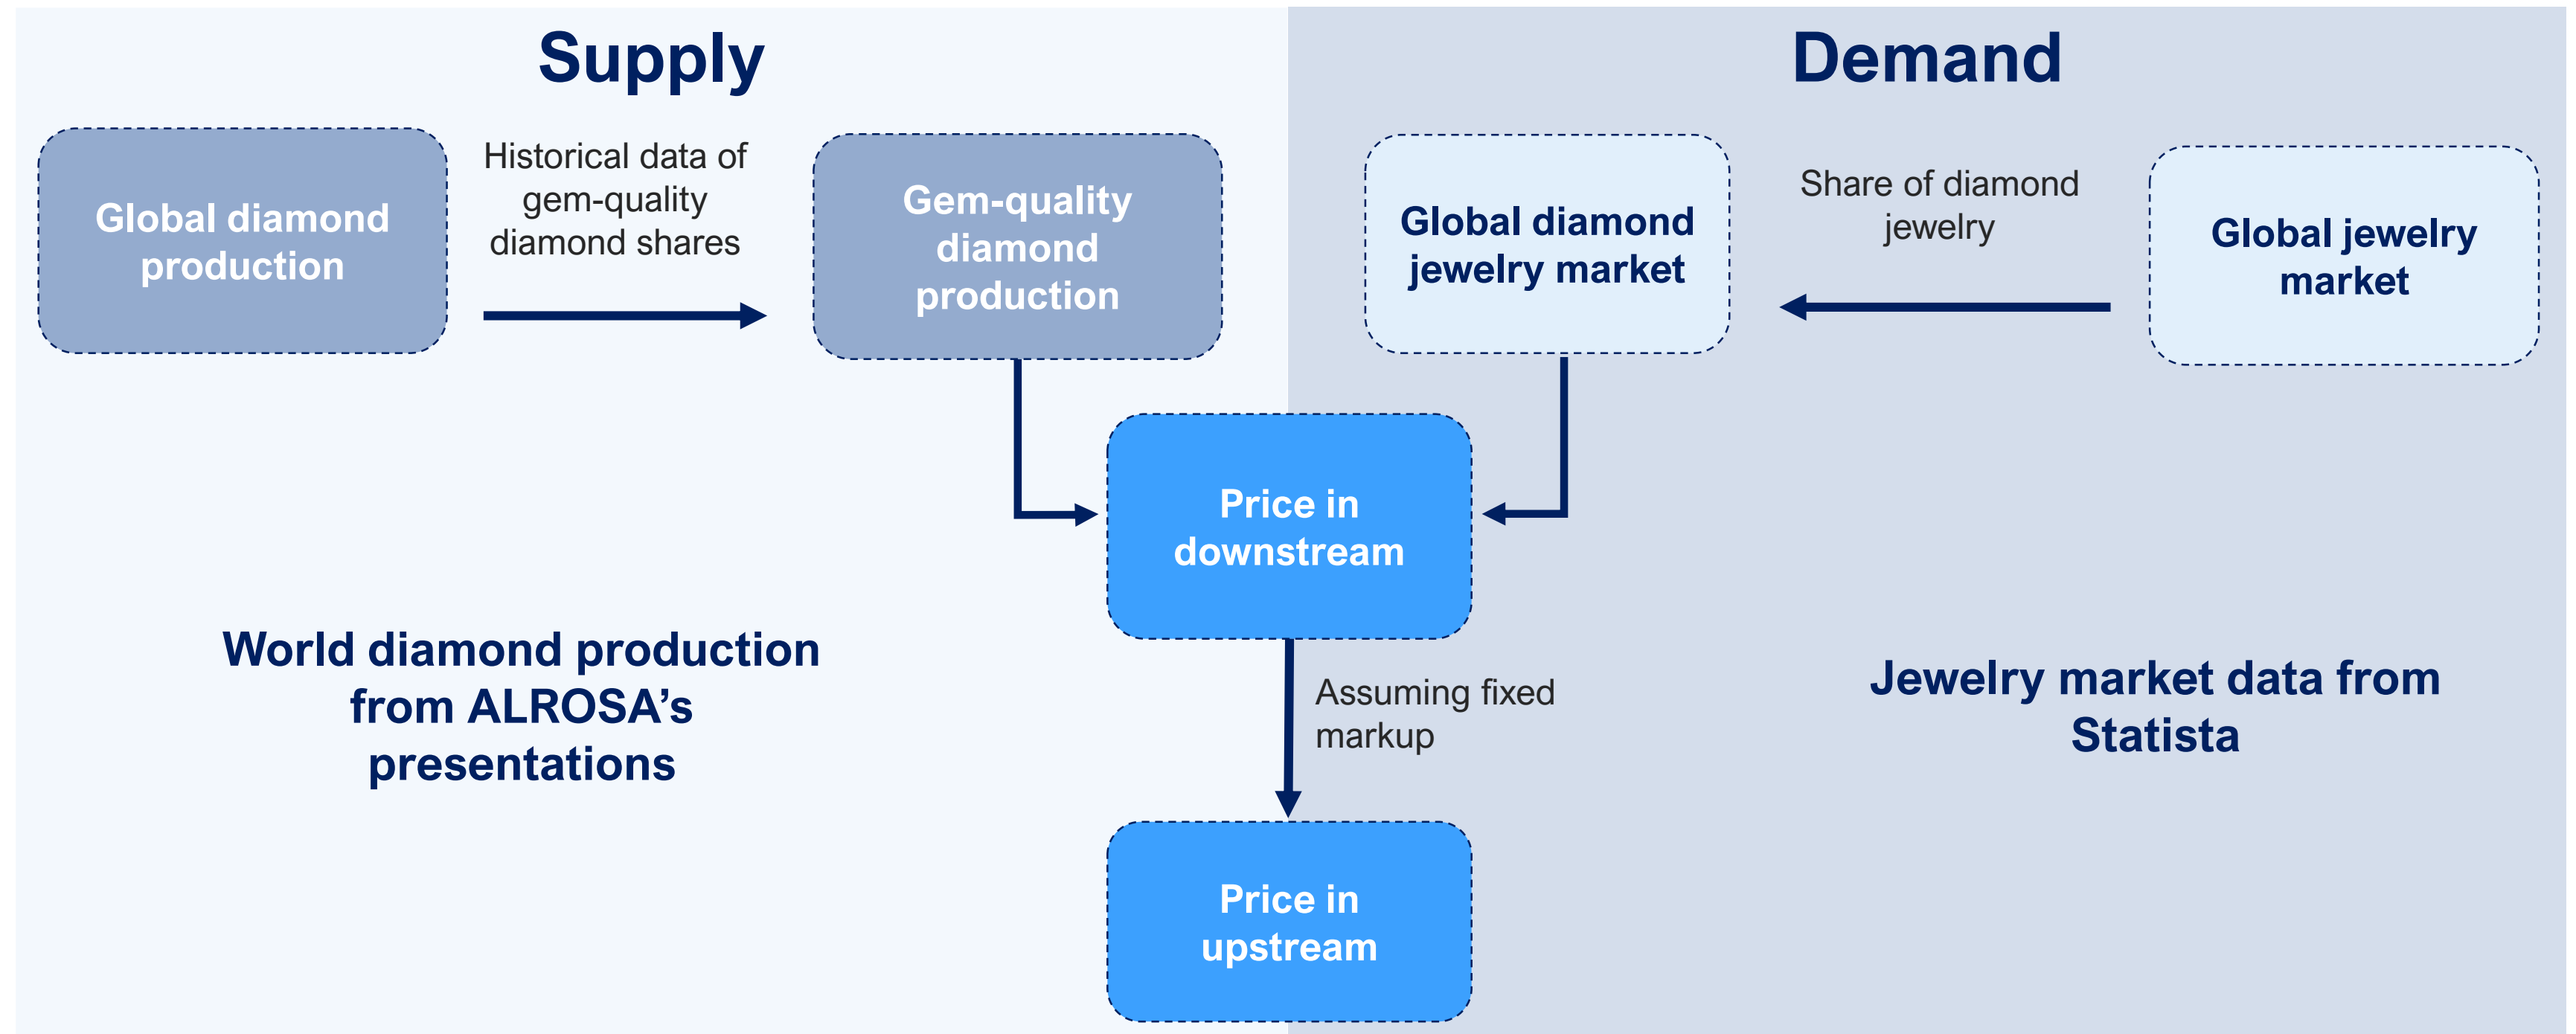 Supply
Demand
Global diamond
production
Historical data of
gem-quality
diamond shares
Gem-quality
diamond
production
Global diamond
jewelry market
Share of diamond
jewelry
Global jewelry
market
Price in
downstream
World diamond production
from ALROSA’s
presentations
Assuming fixed
markup
Jewelry market data from
Statista
Price in
upstream